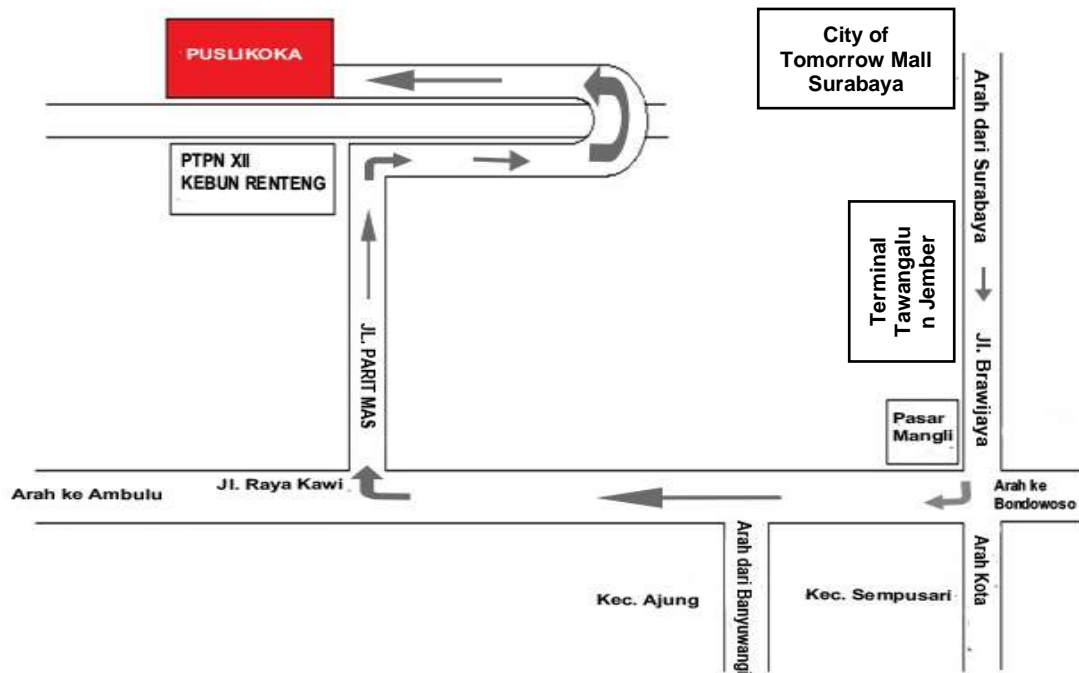 PUSLIKOKA
City of
Tomorrow Mall
Surabaya
Arah dari Surabaya
PTPN XII
KEBUN RENTENG
Terminal
Tawangalu
n Jember
JL. PARIT MAS
Jl. Brawijaya
Pasar
Mangli
Arah ke Ambulu
Jl. Raya Kawi
Arah ke
Bondowoso
Arah dari Banyuwangi
Arah Kota
Kec. Ajung
Kec. Sempusari